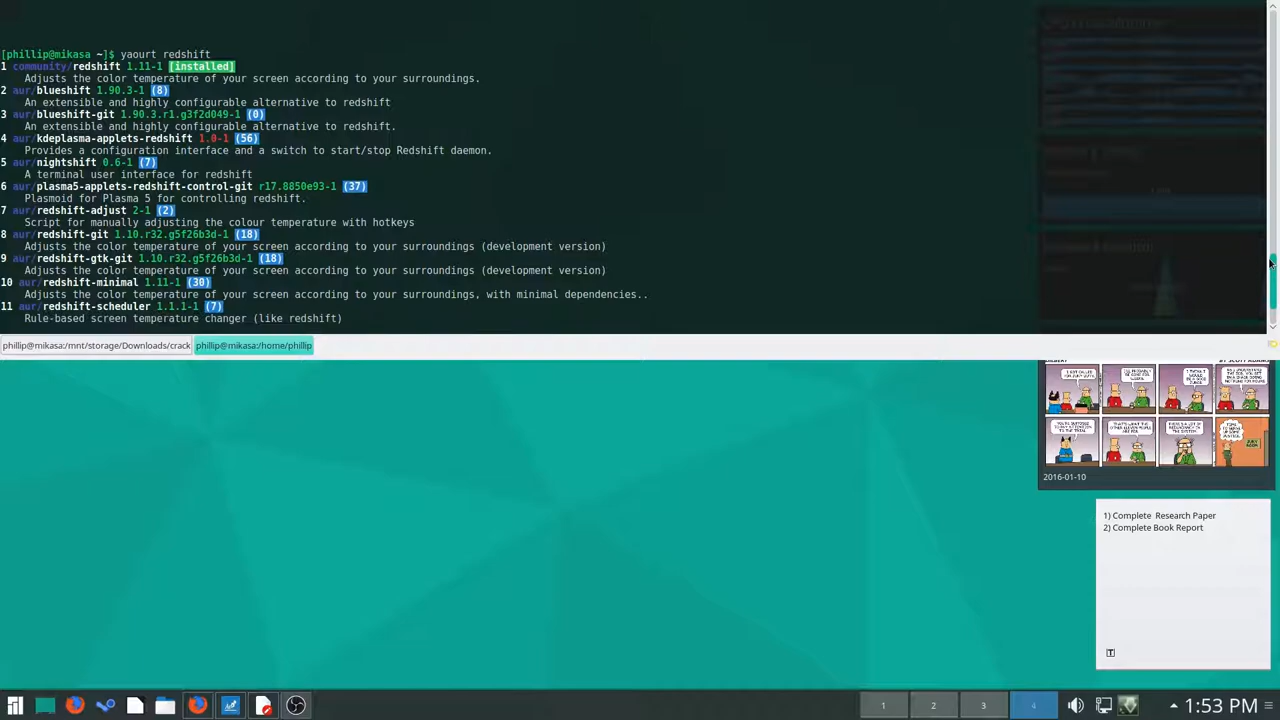 [phillip@mikasa ~]$ yaourt redshift
1 community/redshift 1.11-1 [installed]
Adjusts the color temperature of your screen according to your surroundings.
2 aur/blueshift 1.90.3-1 (8)
An extensible and highly configurable alternative to redshift
3 aur/blueshift-git 1.90.3.r1.g3f2d049-1 (0)
An extensible and highly configurable alternative to redshift.
4 aur/kdeplasma-applets-redshift 1.0-1 (56)
Provides a configuration interface and a switch to start/stop Redshift daemon.
5 aur/nightshift 0.6-1 (7)
A terminal user interface for redshift
6 aur/plasma5-applets-redshift-control-git r17.8850e93-1 (37)
Plasmoid for Plasma 5 for controlling redshift.
7 aur/redshift-adjust 2-1 (2)
Script for manually adjusting the colour temperature with hotkeys
8 aur/redshift-git 1.10.r32.g5f26b3d-1 (18)
Adjusts the color temperature of your screen according to your surroundings (development version)
9 aur/redshift-gtk-git 1.10.r32.g5f26b3d-1 (18)
Adjusts the color temperature of your screen according to your surroundings (development version)
10 aur/redshift-minimal 1.11-1 (30)
Adjusts the color temperature of your screen according to your surroundings, with minimal dependencies..
11 aur/redshift-scheduler 1.1.1-1 (7)
Rule-based screen temperature changer (like redshift)
phillip@mikasa:/mnt/storage/Downloads/crack
phillip@mikasa:/home/phillip
2016-01-10
1) Complete  Research Paper
2) Complete Book Report
1
2
3
4
1:53 PM